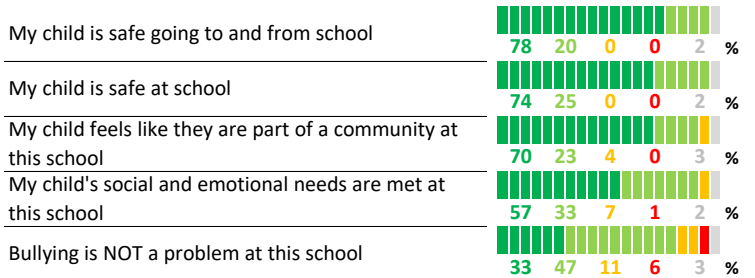 My child is safe going to and from school
78 20 0 0 2 %
My child is safe at school
74 25 0 0 2 %
My child feels like they are part of a community at
this school
70 23 4 0 3 %
My child's social and emotional needs are met at
this school
57 33 7 1 2 %
Bullying is NOT a problem at this school
33 47 11 6 3 %